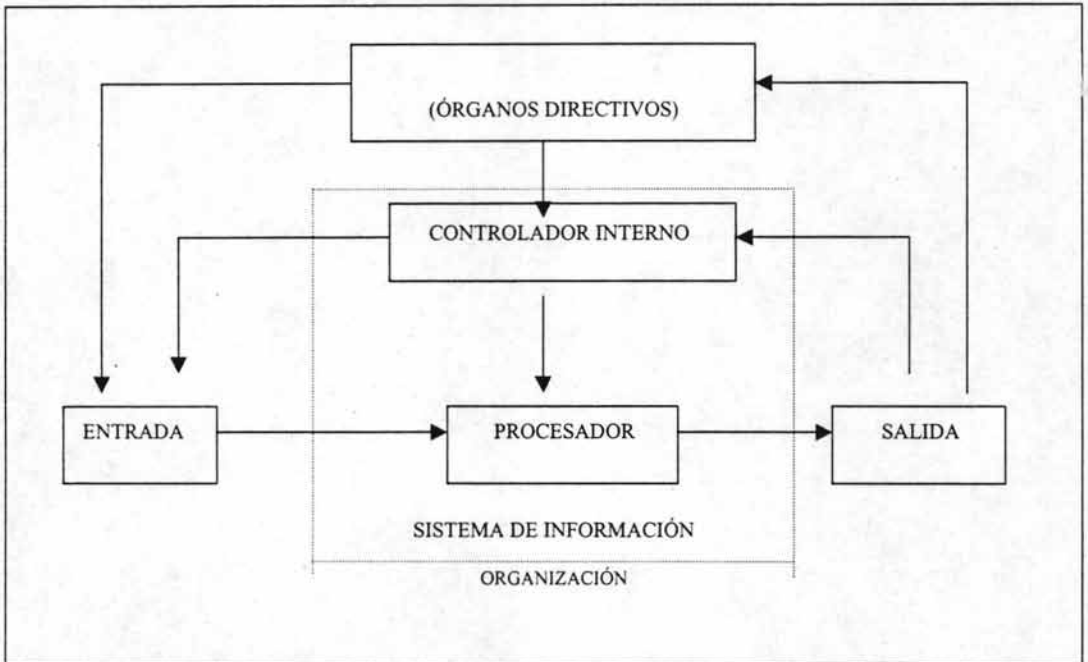 (ÓRGANOS DIRECTIVOS)
CONTROLADOR INTERNO
ENTRADA
PROCESADOR
SALIDA
SISTEMA DE INFORMACIÓN
ORGANIZACIÓN